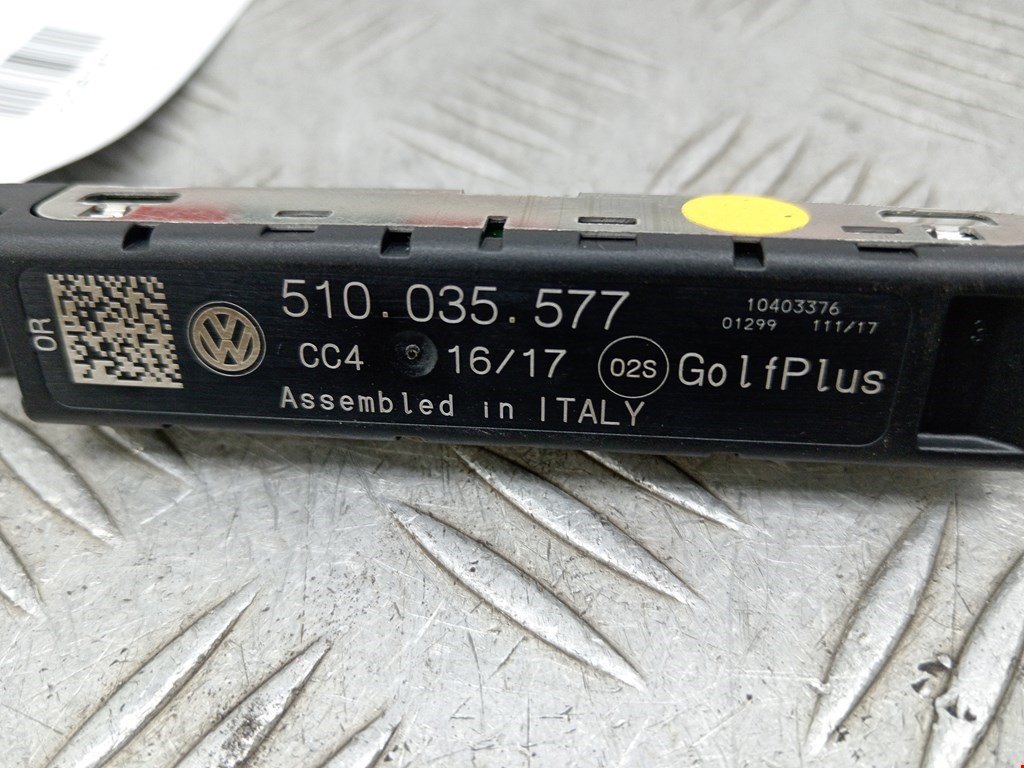 OR
510.035.577
10403376
01299 111/17
CC4 16/17 02S GolfPlus
Assembled in ITALY